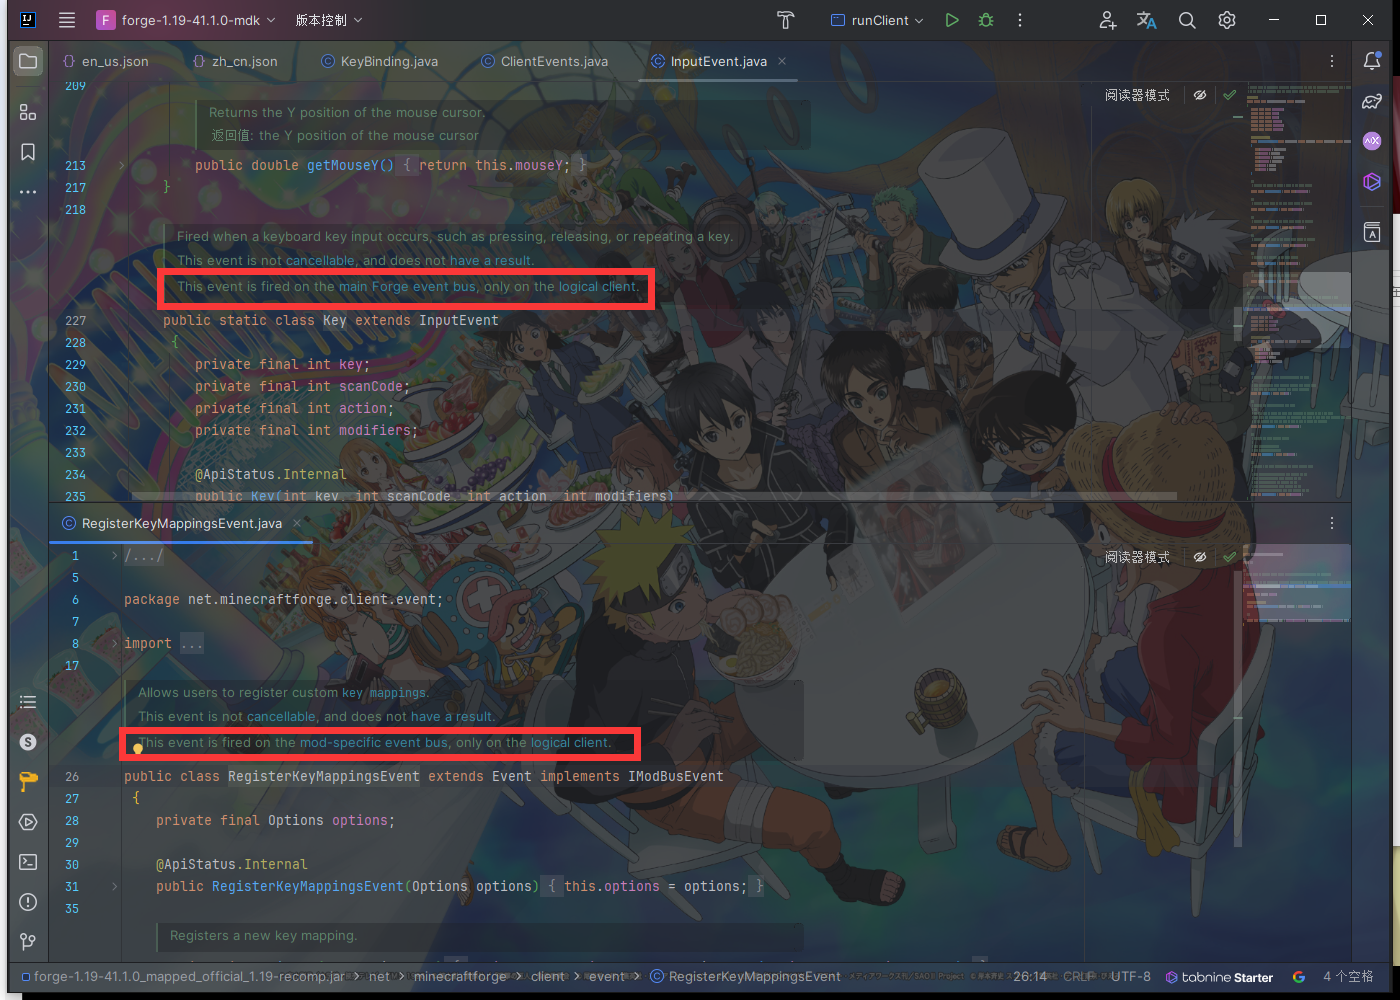 F forge-1.19-41.1.0-mdk 版本控制 runClient
en_us.json zh_cn.json KeyBinding.java ClientEvents.java InputEvent.java
209
阅读器模式
Returns the Y position of the mouse cursor.
返回值: the Y position of the mouse cursor
213 public double getMouseY() { return this.mouseY; }
217 }
218
Fired when a keyboard key input occurs, such as pressing, releasing, or repeating a key.
This event is not cancellable, and does not have a result.
This event is fired on the main Forge event bus, only on the logical client.
227 public static class Key extends InputEvent
228 {
229 private final int key;
230 private final int scanCode;
231 private final int action;
232 private final int modifiers;
233
234 @ApiStatus.Internal
235 public Key(int key, int scanCode, int action, int modifiers)
RegisterKeyMappingsEvent.java
阅读器模式
1 /.../
5
6 package net.minecraftforge.client.event;
7
8 import ...
17
Allows users to register custom key mappings.
This event is not cancellable, and does not have a result.
This event is fired on the mod-specific event bus, only on the logical client.
26 public class RegisterKeyMappingsEvent extends Event implements IModBusEvent
27 {
28 private final Options options;
29
30 @ApiStatus.Internal
31 public RegisterKeyMappingsEvent(Options options) { this.options = options; }
35
Registers a new key mapping.
forge-1.19-41.1.0_mapped_official_1.19-recomp.jar > net > minecraftforge > client > event > RegisterKeyMappingsEvent 26:14 CRLF UTF-8 tabnine Starter 4 个空格